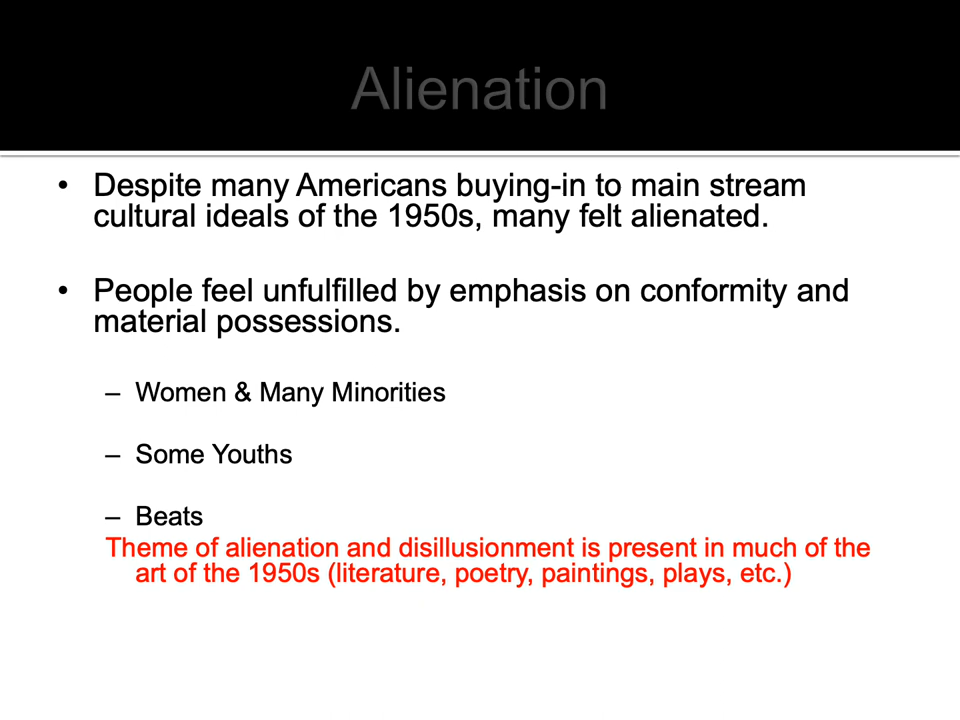 Alienation
• Despite many Americans buying-in to main stream
cultural ideals of the 1950s, many felt alienated.
• People feel unfulfilled by emphasis on conformity and
material possessions.
– Women & Many Minorities
– Some Youths
– Beats
Theme of alienation and disillusionment is present in much of the
art of the 1950s (literature, poetry, paintings, plays, etc.)